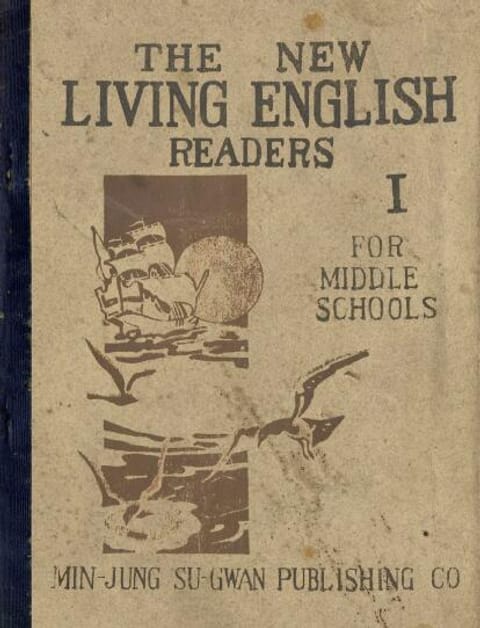 THE NEW
LIVING ENGLISH
READERS
I
FOR
MIDDLE
SCHOOLS
MIN-JUNG SU-GWAN PUBLISHING CO